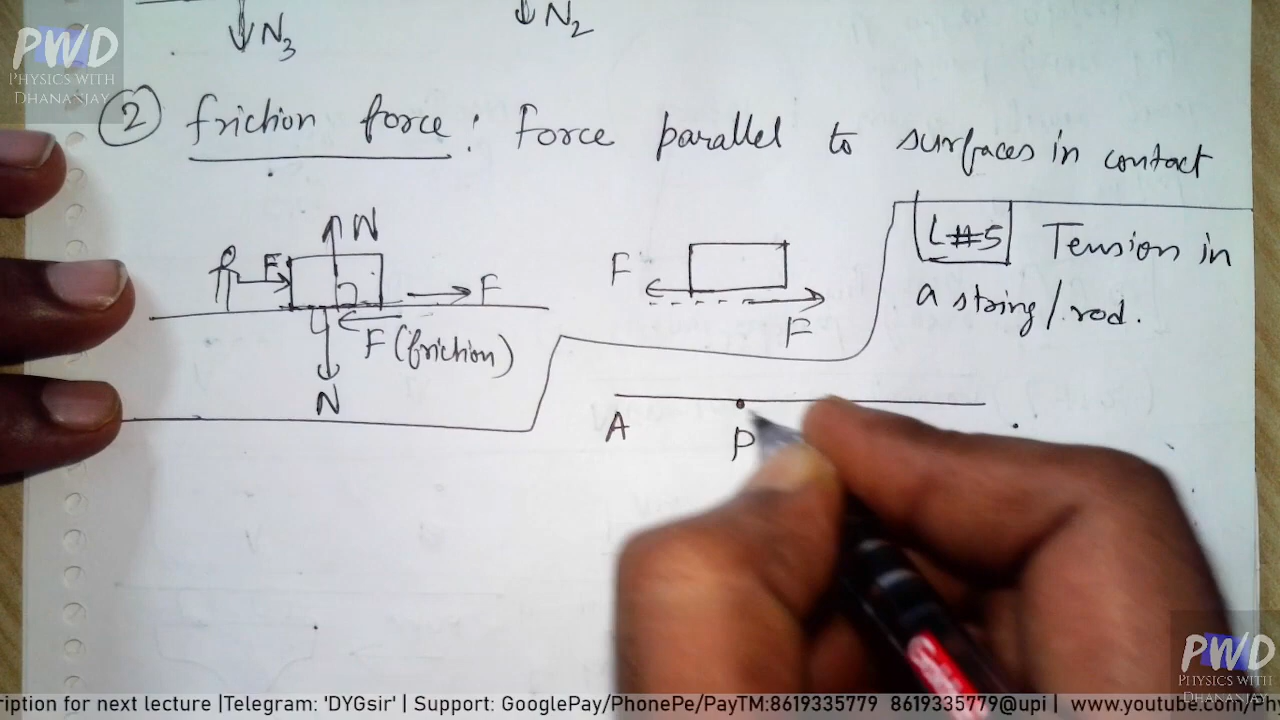 N3
N2
PWD
PHYSICS WITH
DHANANJAY
2 friction force: Force parallel to surfaces in contact
N
F
F
F (friction)
N
F
F
L#5 Tension in
a string/rod.
A
P
PWD
PHYSICS WITH
DHANANJAY
ription for next lecture |Telegram: 'DYGsir' | Support: GooglePay/PhonePe/PayTM:8619335779 8619335779@upi | www.youtube.com/Ph